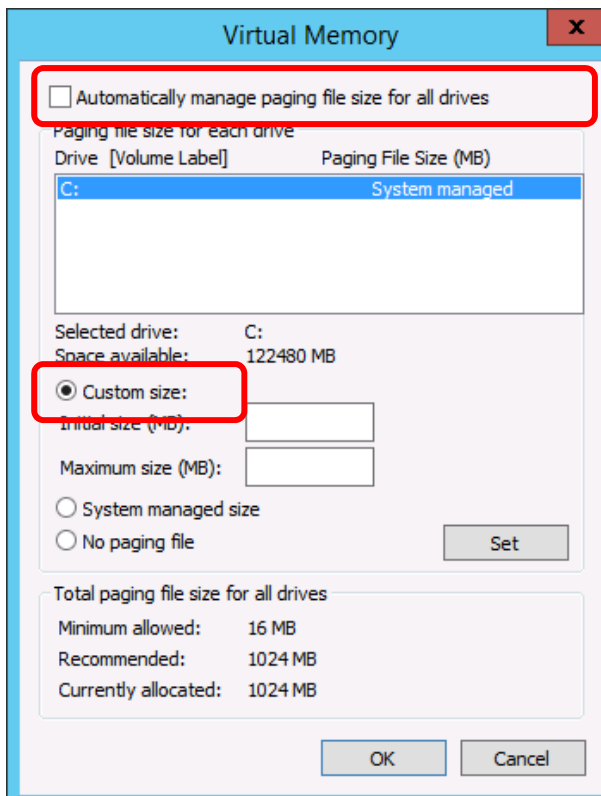 Virtual Memory
x
Automatically manage paging file size for all drives
Paging file size for each drive
Drive [Volume Label] Paging File Size (MB)
C: System managed
Selected drive: C:
Space available: 122480 MB
Custom size:
Initial size (MB):
Maximum size (MB):
System managed size
No paging file Set
Total paging file size for all drives
Minimum allowed: 16 MB
Recommended: 1024 MB
Currently allocated: 1024 MB
OK Cancel